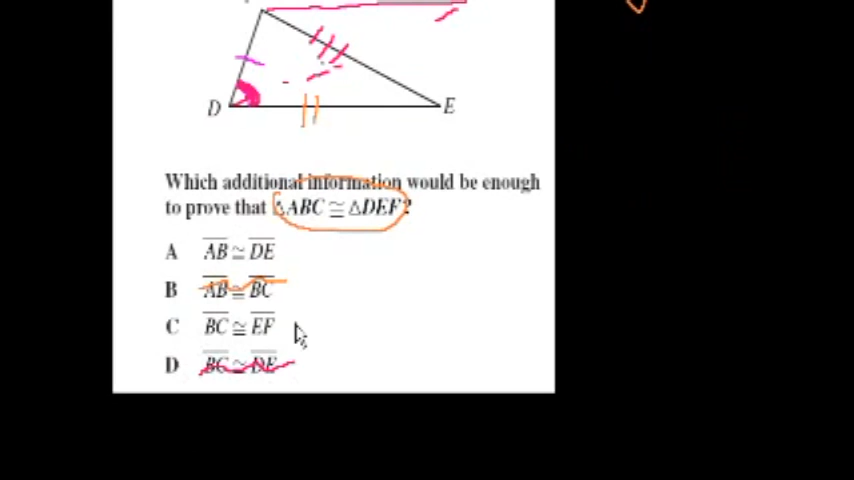 D
E
Which additional information would be enough
to prove that △ABC ≅ △DEF?
A AB ≅ DE
B AB ≅ BC
C BC ≅ EF
D BC ≅ DE